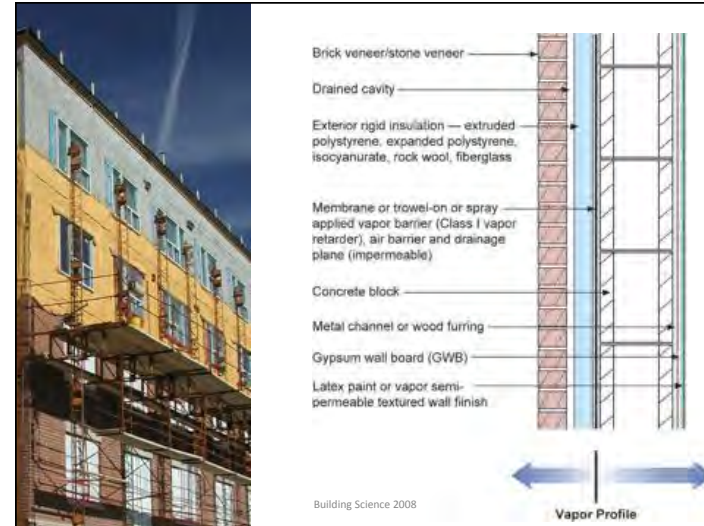 Brick veneer/stone veneer
Drained cavity
Exterior rigid insulation — extruded
polystyrene, expanded polystyrene,
isocyanurate, rock wool, fiberglass
Membrane or trowel-on or spray
applied vapor barrier (Class I vapor
retarder), air barrier and drainage
plane (impermeable)
Concrete block
Metal channel or wood furring
Gypsum wall board (GWB)
Latex paint or vapor semi-
permeable textured wall finish
Building Science 2008
Vapor Profile